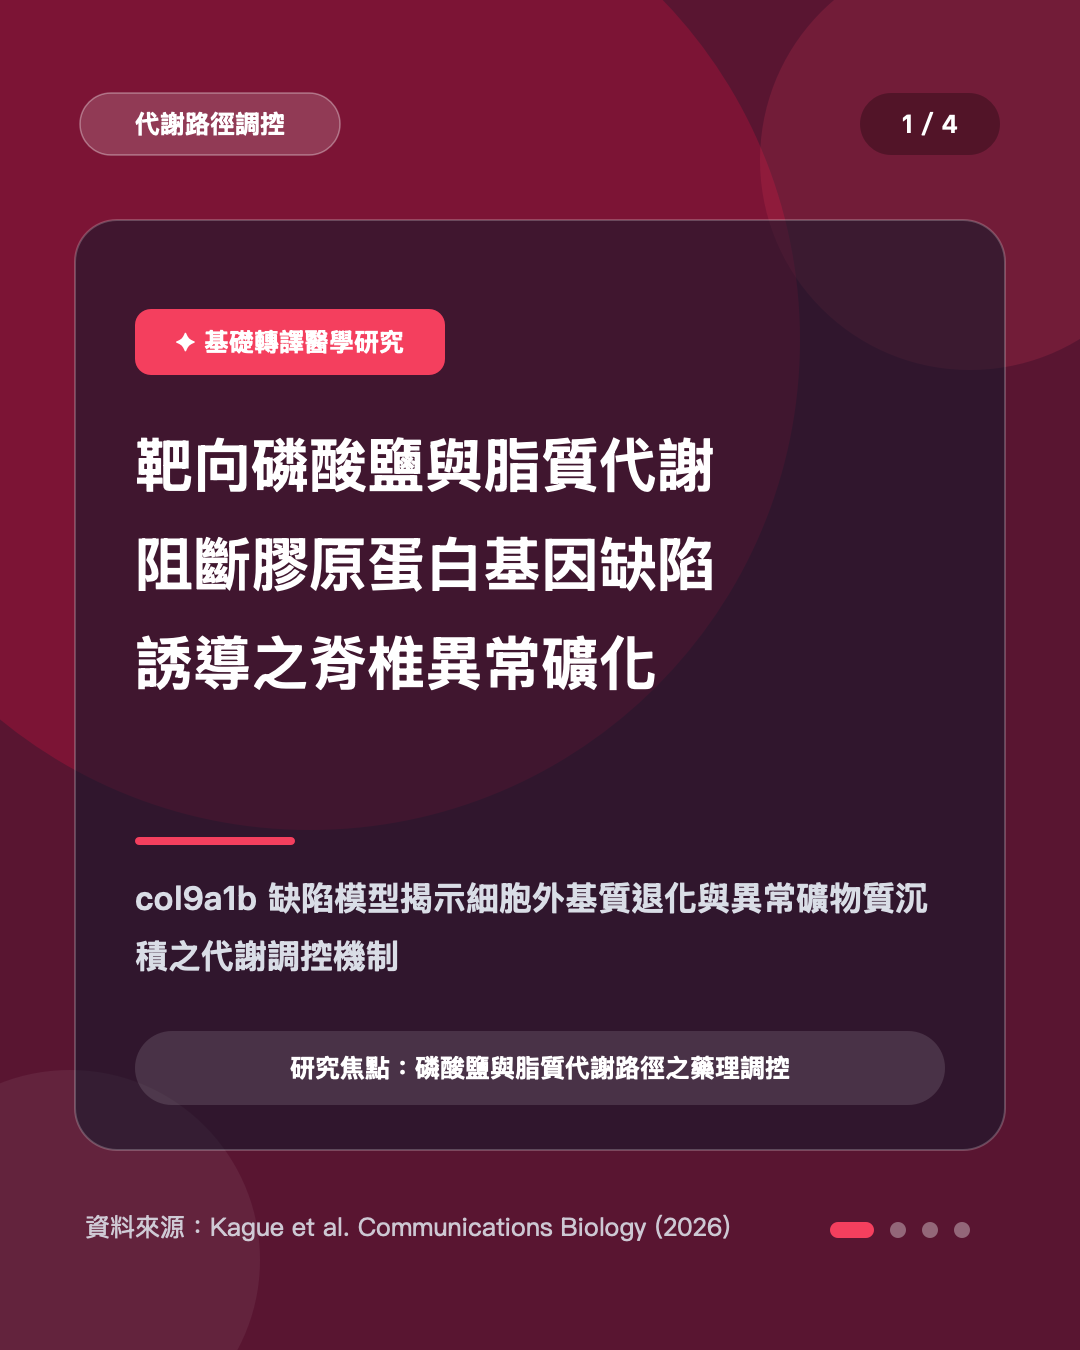 代謝路徑調控
1 / 4
✦ 基礎轉譯醫學研究
靶向磷酸鹽與脂質代謝
阻斷膠原蛋白基因缺陷
誘導之脊椎異常礦化
col9a1b 缺陷模型揭示細胞外基質退化與異常礦物質沉
積之代謝調控機制
研究焦點：磷酸鹽與脂質代謝路徑之藥理調控
資料來源：Kague et al. Communications Biology (2026)